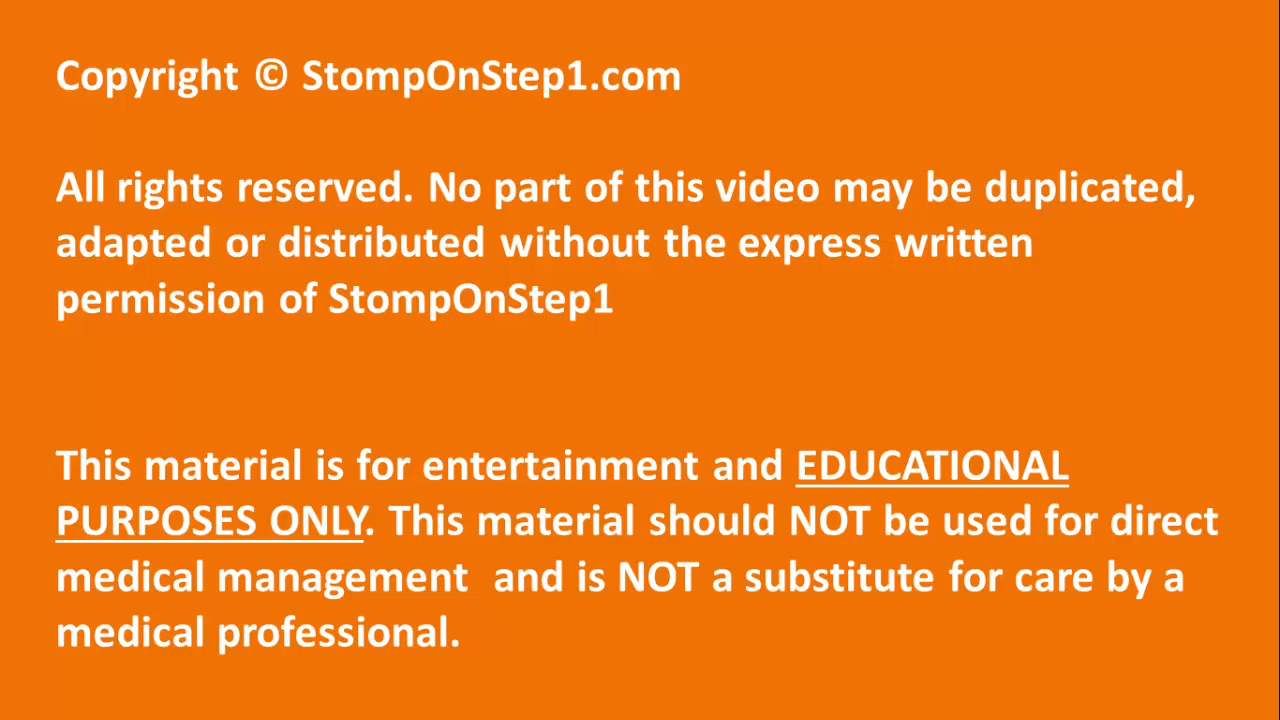 Copyright © StompOnStep1.com
All rights reserved. No part of this video may be duplicated,
adapted or distributed without the express written
permission of StompOnStep1
This material is for entertainment and EDUCATIONAL
PURPOSES ONLY. This material should NOT be used for direct
medical management  and is NOT a substitute for care by a
medical professional.